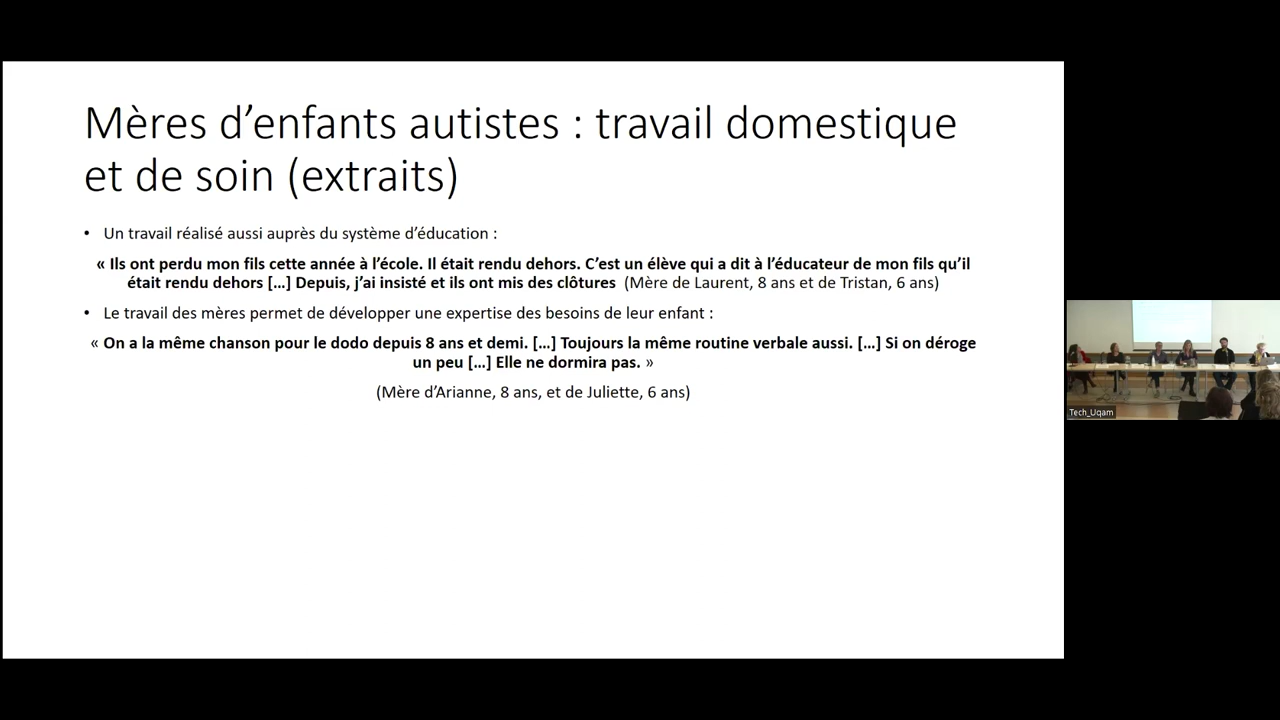 Mères d’enfants autistes : travail domestique
et de soin (extraits)
• Un travail réalisé aussi auprès du système d’éducation :
« Ils ont perdu mon fils cette année à l’école. Il était rendu dehors. C’est un élève qui a dit à l’éducateur de mon fils qu’il
était rendu dehors […] Depuis, j’ai insisté et ils ont mis des clôtures (Mère de Laurent, 8 ans et de Tristan, 6 ans)
• Le travail des mères permet de développer une expertise des besoins de leur enfant :
« On a la même chanson pour le dodo depuis 8 ans et demi. […] Toujours la même routine verbale aussi. […] Si on déroge
un peu […] Elle ne dormira pas. »
(Mère d’Arianne, 8 ans, et de Juliette, 6 ans)
Tech_Uqam